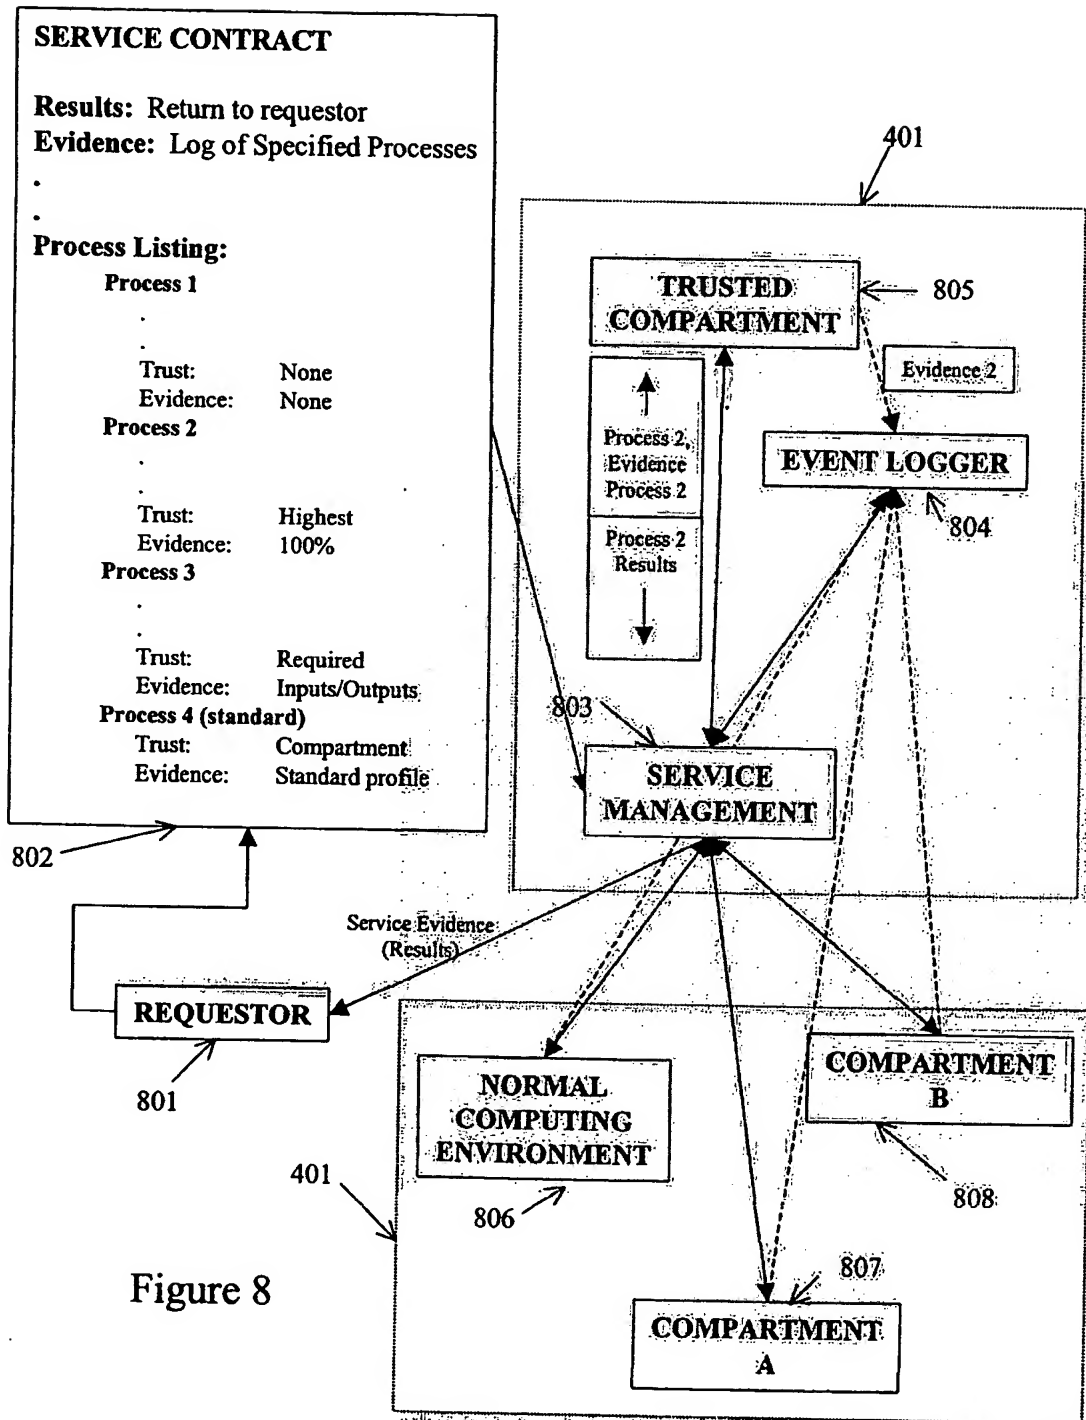 SERVICE CONTRACT
Results: Return to requestor
Evidence: Log of Specified Processes
.
.
Process Listing:
Process 1
.
.
Trust: None
Evidence: None
Process 2
.
.
Trust: Highest
Evidence: 100%
Process 3
.
.
Trust: Required
Evidence: Inputs/Outputs
Process 4 (standard)
Trust: Compartment
Evidence: Standard profile
802
401
TRUSTED
COMPARTMENT
805
Evidence 2
Process 2,
Evidence
Process 2
Process 2
Results
EVENT LOGGER
804
803
SERVICE
MANAGEMENT
Service Evidence
(Results)
REQUESTOR
801
NORMAL
COMPUTING
ENVIRONMENT
806
COMPARTMENT
B
808
401
807
COMPARTMENT
A
Figure 8